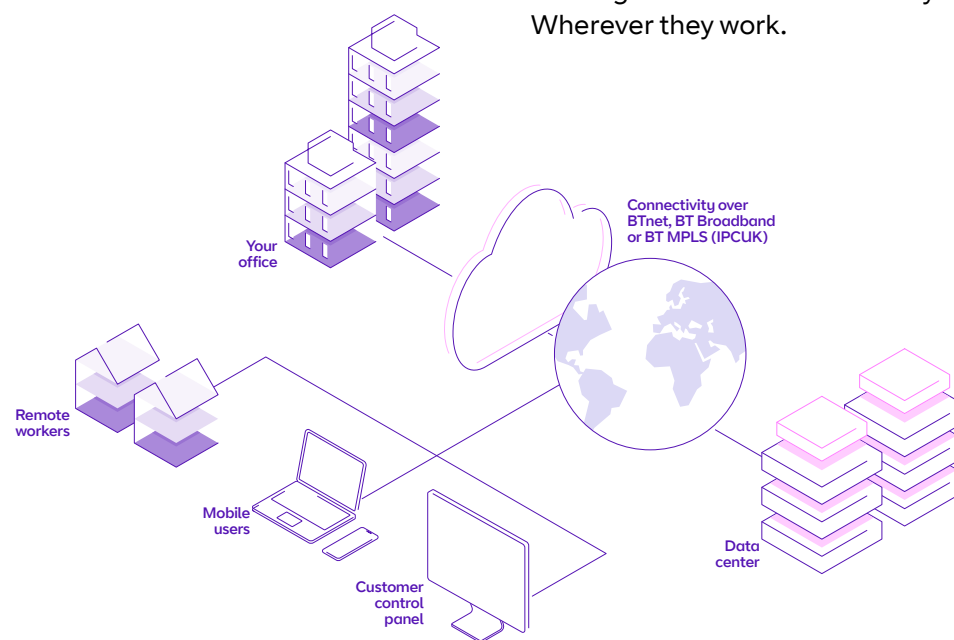 Wherever they work.
Connectivity over
BTnet, BT Broadband
or BT MPLS (IPCUK)
Your
office
Remote
workers
Mobile
users
Data
center
Customer
control
panel